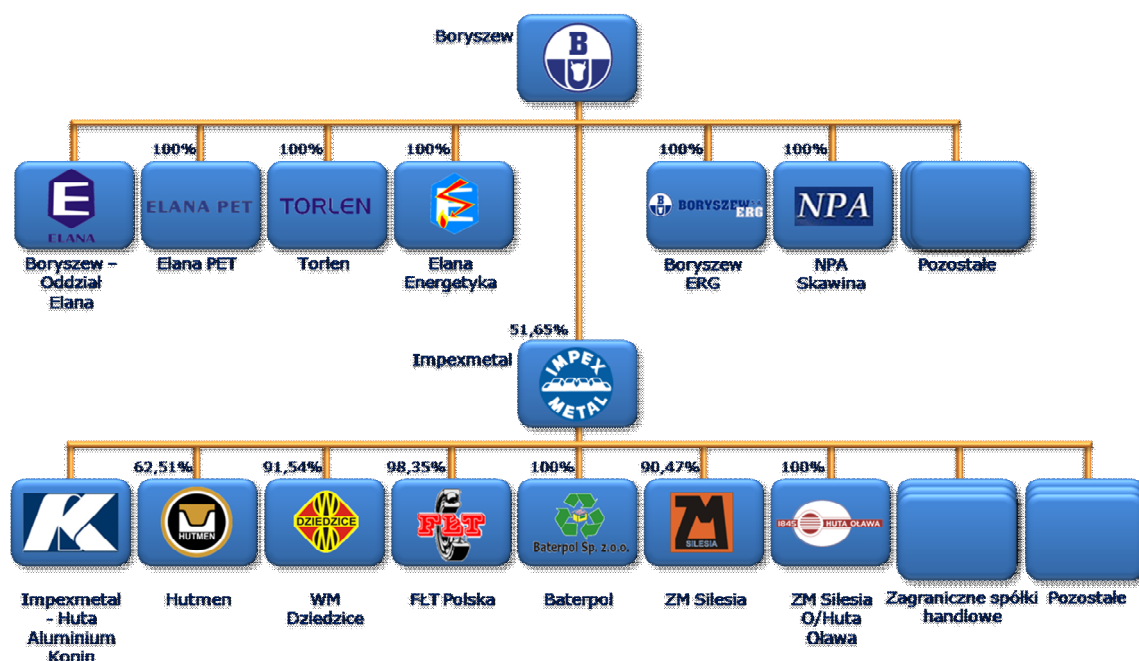 Boryszew
B
100%
100%
100%
100%
100%
E
ELANA
ELANA PET
TORLEN
E
B
BORYSZEW
ERG
NPA
Boryszew –
Oddział
Elana
Elana PET
Torlen
Elana
Energetyka
Boryszew
ERG
NPA
Skawina
Pozostałe
51,65%
Impexmetal
IMPEX
METAL
62,51%
91,54%
98,35%
100%
90,47%
100%
K
HUTMEN
DZIEDZICE
FŁT
Baterpol Sp. z.o.o.
ZM
SILESIA
1845
HUTA OŁAWA
Impexmetal
- Huta
Aluminium
Konin
Hutmen
WM
Dziedzice
FŁT Polska
Baterpol
ZM Silesia
ZM Silesia
O/Huta
Oława
Zagraniczne spółki
handlowe
Pozostałe